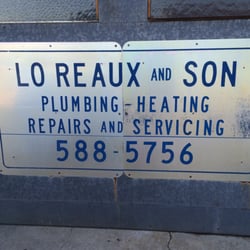 LO REAUX AND SON
PLUMBING-HEATING
REPAIRS AND SERVICING
588-5756